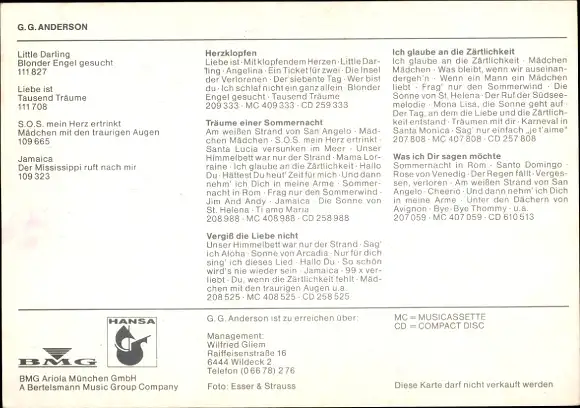 G. G. ANDERSON
Little Darling
Blonder Engel gesucht
111 827
Liebe ist
Tausend Träume
111 708
S.O.S. mein Herz ertrinkt
Mädchen mit den traurigen Augen
109 665
Jamaica
Der Mississippi ruft nach mir
109 323
Herzklopfen
Liebe ist · Mit klopfendem Herzen · Little Dar-
ling · Angelina · Ein Ticket für zwei · Die Insel
der Verlorenen · Der siebente Tag · Wer bist
du · Ich schlaf nicht ein ganz allein · Blonder
Engel gesucht · Tausend Träume
209 333 · MC 409 333 · CD 259 333
Träume einer Sommernacht
Am weißen Strand von San Angelo · Mäd-
chen Mädchen · S.O.S. mein Herz ertrinkt ·
Santa Lucia versunken im Meer · Unser
Himmelbett war nur der Strand · Mama Lor-
raine · Ich glaube an die Zärtlichkeit · Hallo
Du · Hättest Du heut' Zeit für mich · Und dann
nehm' ich Dich in meine Arme · Sommer-
nacht in Rom · Frag nur den Sommerwind ·
Jim And Andy · Jamaica · Die Sonne von
St. Helena · Ti amo Maria
208 988 · MC 408 988 · CD 258 988
Vergiß die Liebe nicht
Unser Himmelbett war nur der Strand · Sag'
ich Aloha · Sonne von Arcadia · Nur für dich
sing' ich dieses Lied · Hallo Du · So schön
wird's nie wieder sein · Jamaica · 99 x ver-
liebt · Du, wenn die Zärtlichkeit fehlt · Mäd-
chen mit den traurigen Augen u.a.
208 525 · MC 408 525 · CD 258 525
Ich glaube an die Zärtlichkeit
Ich glaube an die Zärtlichkeit · Mädchen
Mädchen · Was bleibt, wenn wir auseinan-
dergeh'n · Wenn ein Mann ein Mädchen
liebt · Frag' nur den Sommerwind · Die
Sonne von St. Helena · Der Ruf der Südsee-
melodie · Mona Lisa, die Sonne geht auf ·
Der Tag, an dem die Liebe und die Zärtlich-
keit entstand · Träumen mit dir · Karneval in
Santa Monica · Sag' nur einfach „je t'aime"
207 808 · MC 407 808 · CD 257 808
Was ich Dir sagen möchte
Sommernacht in Rom · Santo Domingo ·
Rose von Venedig · Der Regen fällt · Verges-
sen, verloren · Am weißen Strand von San
Angelo · Cheerio · Und dann nehm' ich Dich
in meine Arme · Unter den Dächern von
Avignon · Bye-Bye Thommy · u.a.
207 059 · MC 407 059 · CD 610 513
BMG
HANSA
BMG Ariola München GmbH
A Bertelsmann Music Group Company
G. G. Anderson ist zu erreichen über:
Management:
Wilfried Gliem
Raiffeisenstraße 16
6444 Wildeck 2
Telefon (0 66 78) 2 76
Foto: Esser & Strauss
MC = MUSICASSETTE
CD = COMPACT DISC
Diese Karte darf nicht verkauft werden.